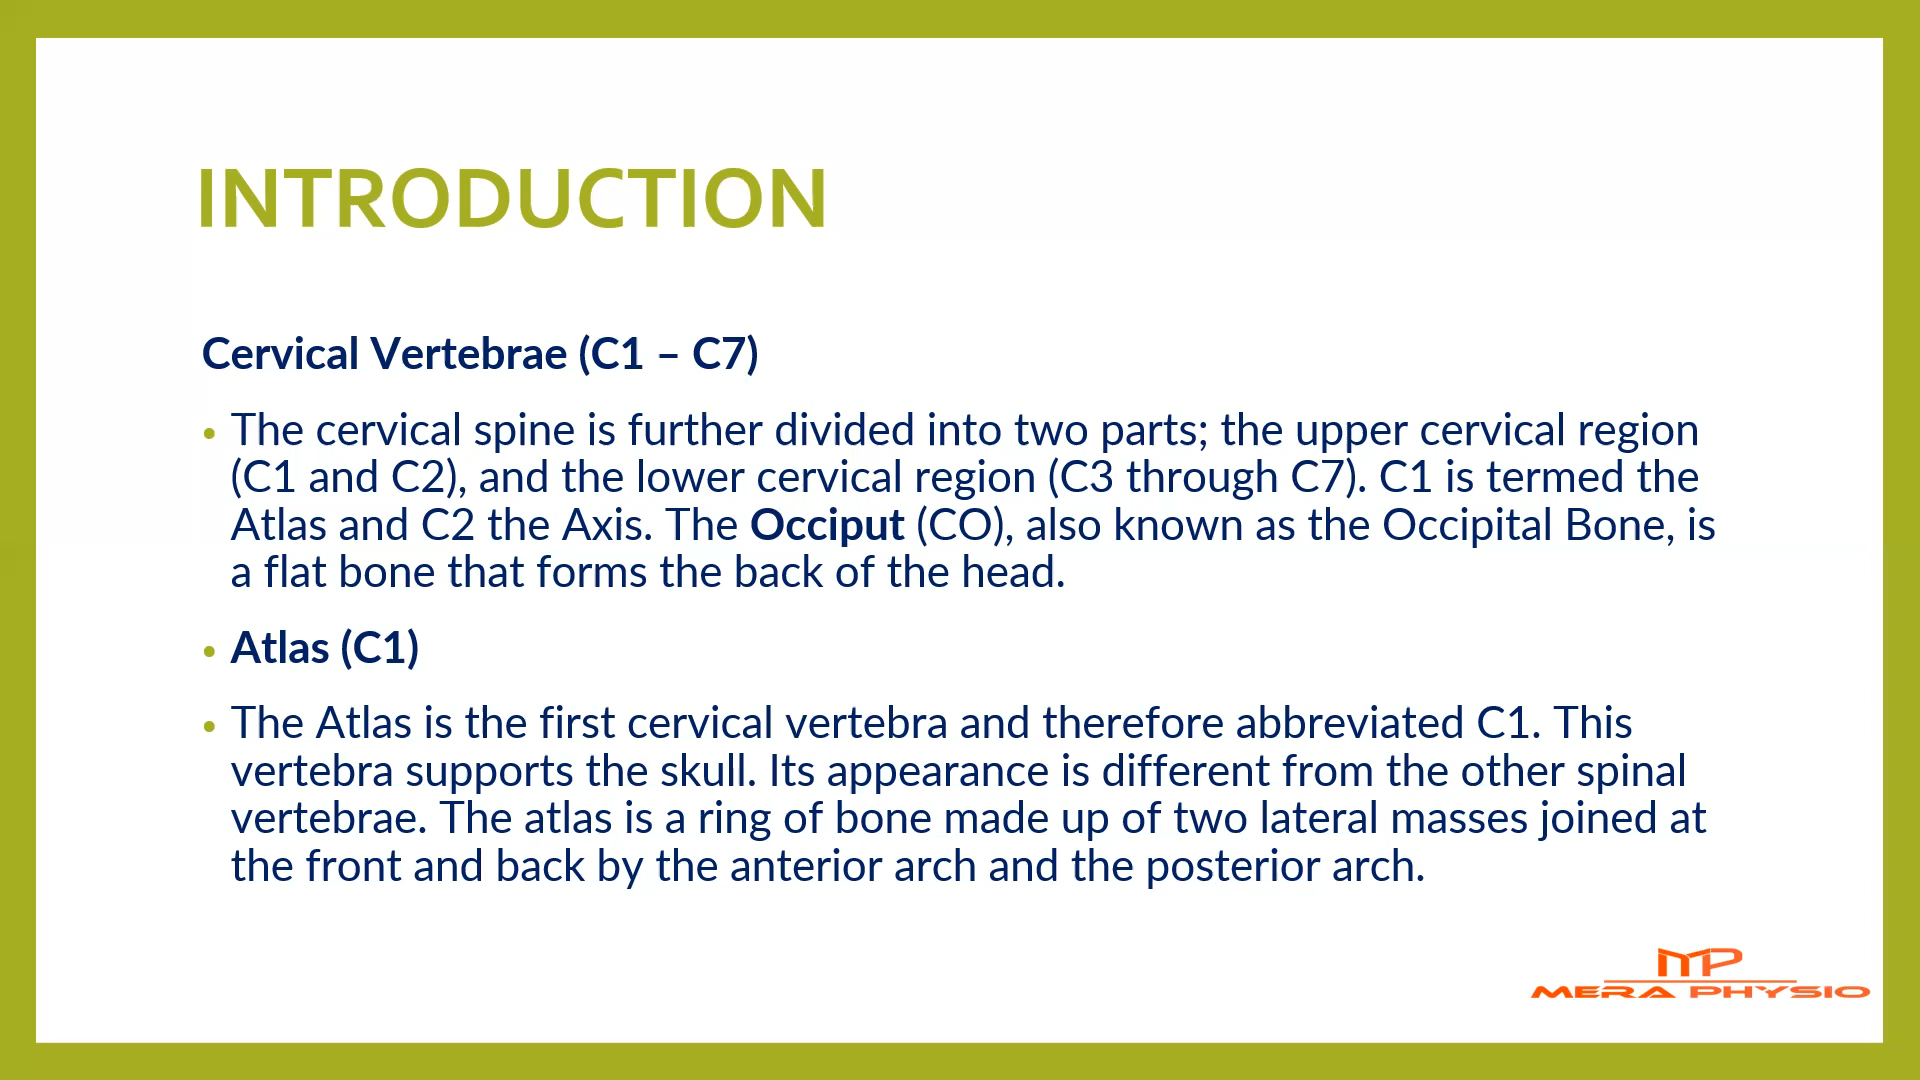 INTRODUCTION
Cervical Vertebrae (C1 – C7)
• The cervical spine is further divided into two parts; the upper cervical region
(C1 and C2), and the lower cervical region (C3 through C7). C1 is termed the
Atlas and C2 the Axis. The Occiput (CO), also known as the Occipital Bone, is
a flat bone that forms the back of the head.
• Atlas (C1)
• The Atlas is the first cervical vertebra and therefore abbreviated C1. This
vertebra supports the skull. Its appearance is different from the other spinal
vertebrae. The atlas is a ring of bone made up of two lateral masses joined at
the front and back by the anterior arch and the posterior arch.
MP
MERA PHYSIO